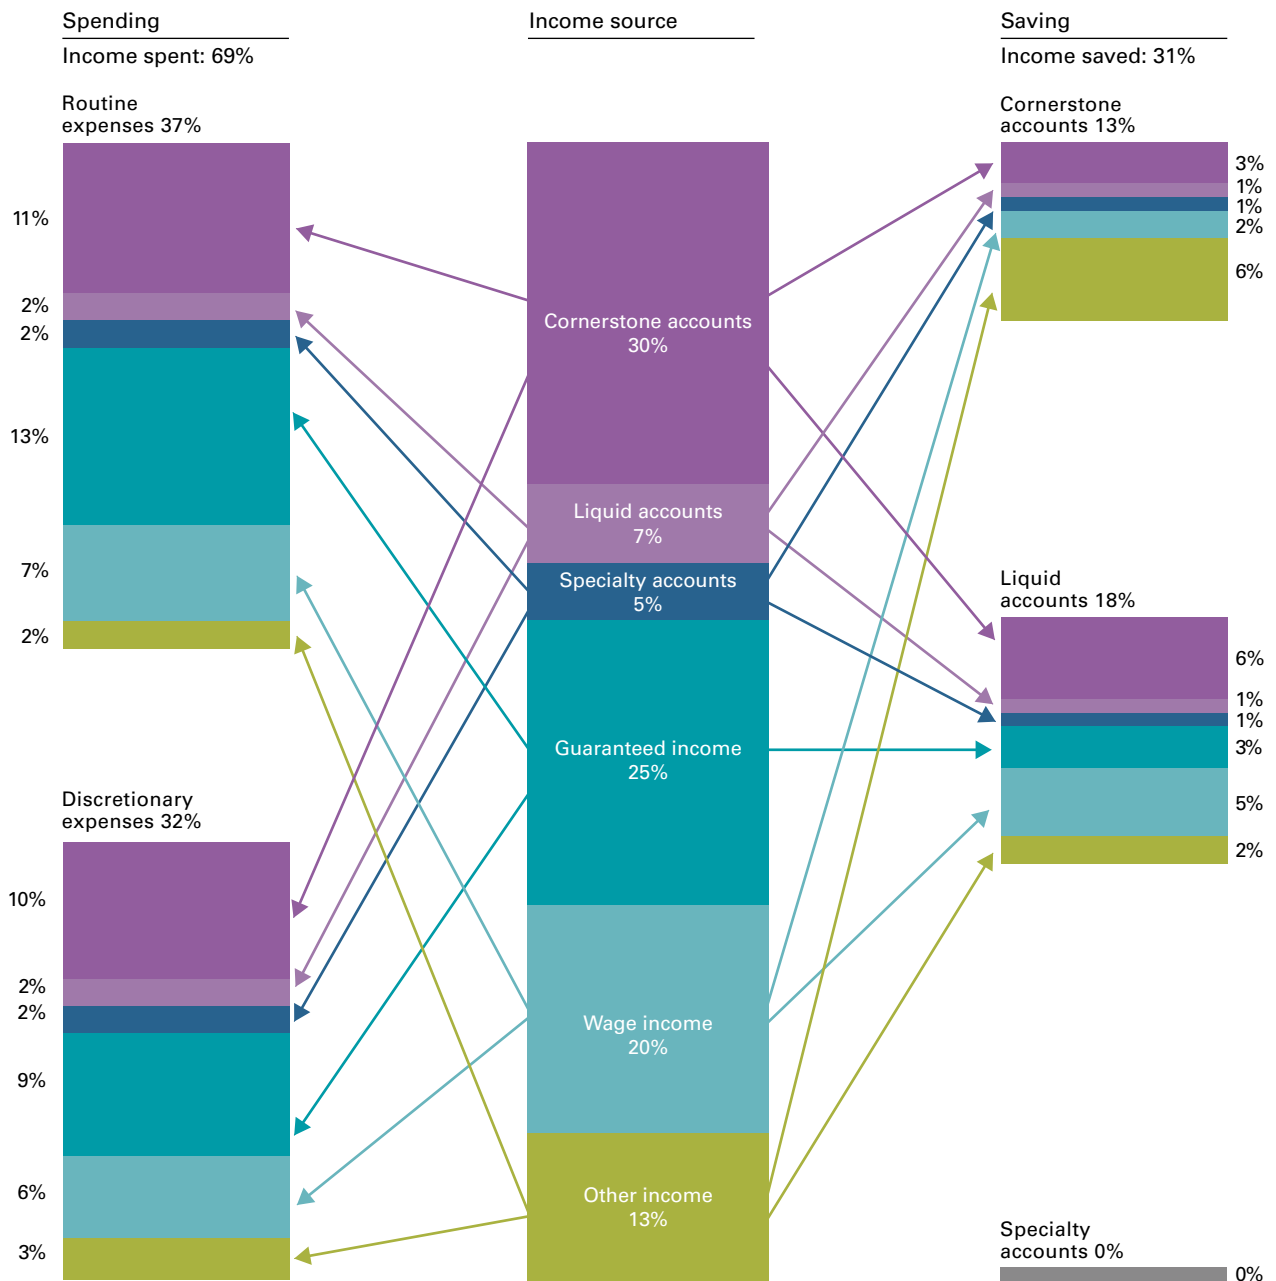 Spending
Income spent: 69%
Routine
expenses 37%
11%
2%
2%
13%
7%
2%
Discretionary
expenses 32%
10%
2%
2%
9%
6%
3%
Income source
Cornerstone accounts
30%
Liquid accounts
7%
Specialty accounts
5%
Guaranteed income
25%
Wage income
20%
Other income
13%
Saving
Income saved: 31%
Cornerstone
accounts 13%
3%
1%
1%
2%
6%
Liquid
accounts 18%
6%
1%
1%
3%
5%
2%
Specialty
accounts 0%
0%